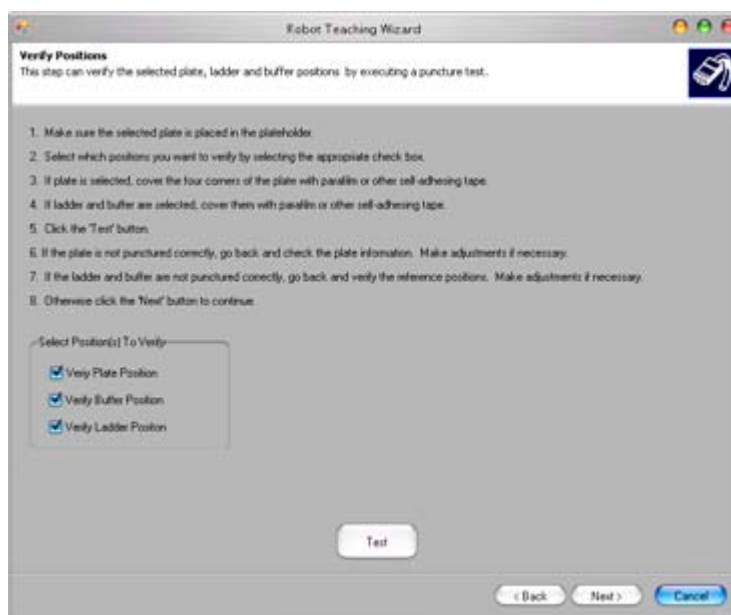 Robot Teaching Wizard
Verify Positions
This step can verify the selected plate, ladder and buffer positions by executing a puncture test.
1. Make sure the selected plate is placed in the plateholder.
2. Select which positions you want to verify by selecting the appropriate check box.
3. If plate is selected, cover the four corners of the plate with parafilm or other self-adhesing tape.
4. If ladder and buffer are selected, cover them with parafilm or other self-adhesing tape.
5. Click the 'Test' button.
6. If the plate is not punctured correctly, go back and check the plate information. Make adjustments if necessary.
7. If the ladder and buffer are not punctured correctly, go back and verify the reference positions. Make adjustments if necessary.
8. Otherwise click the 'Next' button to continue.
Select Position(s) To Verify
Veriy Plate Position
Verify Buffer Position
Verify Ladder Position
Test
< Back
Next >
Cancel